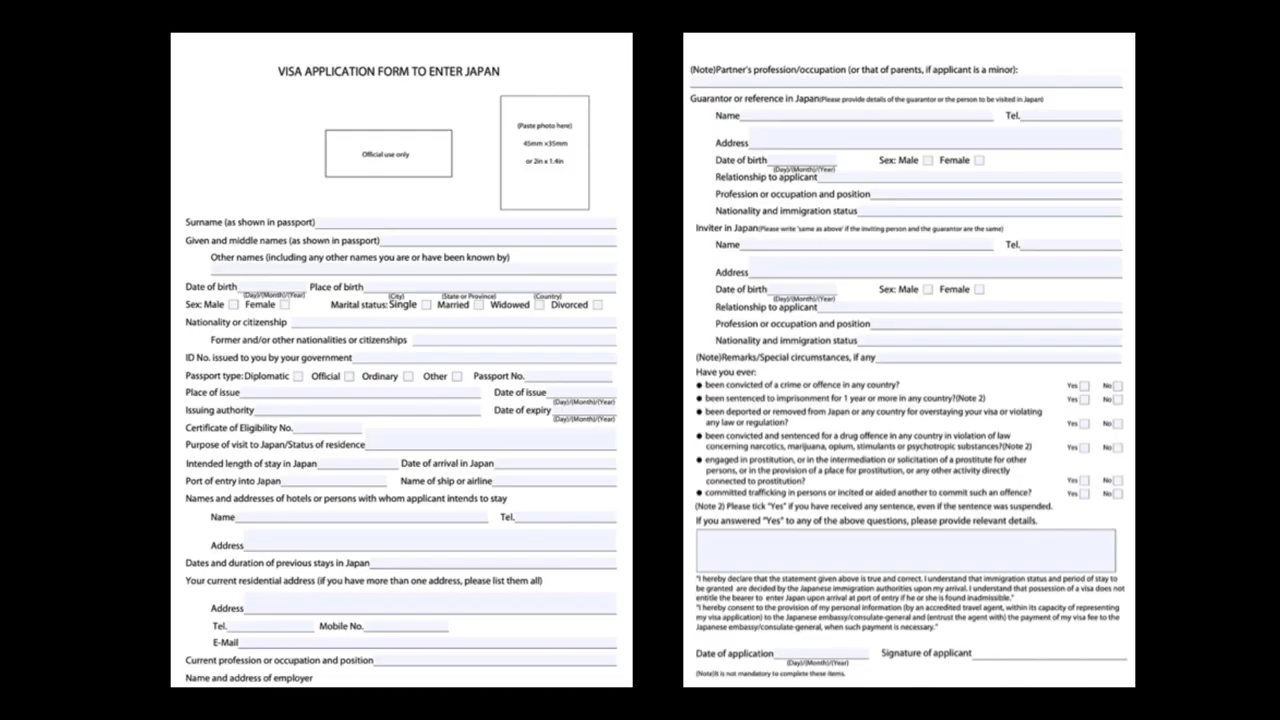 VISA APPLICATION FORM TO ENTER JAPAN
Official use only
(Paste photo here)
45mm ×35mm
or 2in x 1.4in
Surname (as shown in passport)
Given and middle names (as shown in passport)
Other names (including any other names you are or have been known by)
Date of birth Place of birth
(Day)/(Month)/(Year) (City) (State or Province) (Country)
Sex: Male Female Marital status: Single Married Widowed Divorced
Nationality or citizenship
Former and/or other nationalities or citizenships
ID No. issued to you by your government
Passport type: Diplomatic Official Ordinary Other Passport No.
Place of issue Date of issue
(Day)/(Month)/(Year)
Issuing authority Date of expiry
(Day)/(Month)/(Year)
Certificate of Eligibility No.
Purpose of visit to Japan/Status of residence
Intended length of stay in Japan Date of arrival in Japan
Port of entry into Japan Name of ship or airline
Names and addresses of hotels or persons with whom applicant intends to stay
Name Tel.
Address
Dates and duration of previous stays in Japan
Your current residential address (if you have more than one address, please list them all)
Address
Tel. Mobile No.
E-Mail
Current profession or occupation and position
Name and address of employer
(Note)Partner's profession/occupation (or that of parents, if applicant is a minor):
Guarantor or reference in Japan(Please provide details of the guarantor or the person to be visited in Japan)
Name Tel.
Address
Date of birth Sex: Male Female
(Day)/(Month)/(Year)
Relationship to applicant
Profession or occupation and position
Nationality and immigration status
Inviter in Japan(Please write 'same as above' if the inviting person and the guarantor are the same)
Name Tel.
Address
Date of birth Sex: Male Female
(Day)/(Month)/(Year)
Relationship to applicant
Profession or occupation and position
Nationality and immigration status
(Note)Remarks/Special circumstances, if any
Have you ever:
● been convicted of a crime or offence in any country? Yes No
● been sentenced to imprisonment for 1 year or more in any country?(Note 2) Yes No
● been deported or removed from Japan or any country for overstaying your visa or violating
any law or regulation? Yes No
● been convicted and sentenced for a drug offence in any country in violation of law
concerning narcotics, marijuana, opium, stimulants or psychotropic substances?(Note 2) Yes No
● engaged in prostitution, or in the intermediation or solicitation of a prostitute for other
persons, or in the provision of a place for prostitution, or any other activity directly
connected to prostitution? Yes No
● committed trafficking in persons or incited or aided another to commit such an offence? Yes No
(Note 2) Please tick "Yes" if you have received any sentence, even if the sentence was suspended.
If you answered "Yes" to any of the above questions, please provide relevant details.
"I hereby declare that the statement given above is true and correct. I understand that immigration status and period of stay to
be granted are decided by the Japanese immigration authorities upon my arrival. I understand that possession of a visa does not
entitle the bearer to enter Japan upon arrival at port of entry if he or she is found inadmissible."
"I hereby consent to the provision of my personal information (by an accredited travel agent, within its capacity of representing
my visa application) to the Japanese embassy/consulate-general and (entrust the agent with) the payment of my visa fee to the
Japanese embassy/consulate-general, when such payment is necessary."
Date of application Signature of applicant
(Day)/(Month)/(Year)
(Note)It is not mandatory to complete these items.